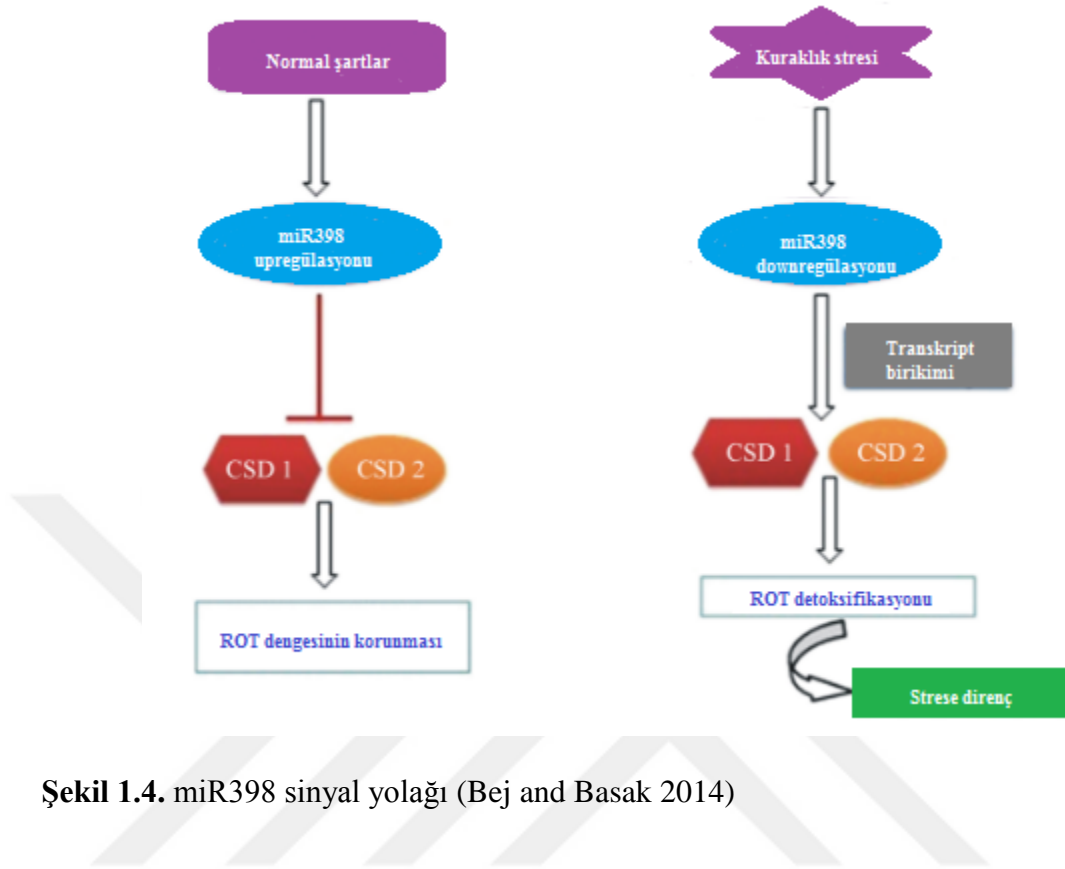 Normal şartlar
miR398
upregülasyonu
CSD 1
CSD 2
ROT dengesinin korunması
Kuraklık stresi
miR398
downregülasyonu
Transkript
birikimi
CSD 1
CSD 2
ROT detoksifikasyonu
Strese direnç
Şekil 1.4. miR398 sinyal yolağı (Bej and Basak 2014)